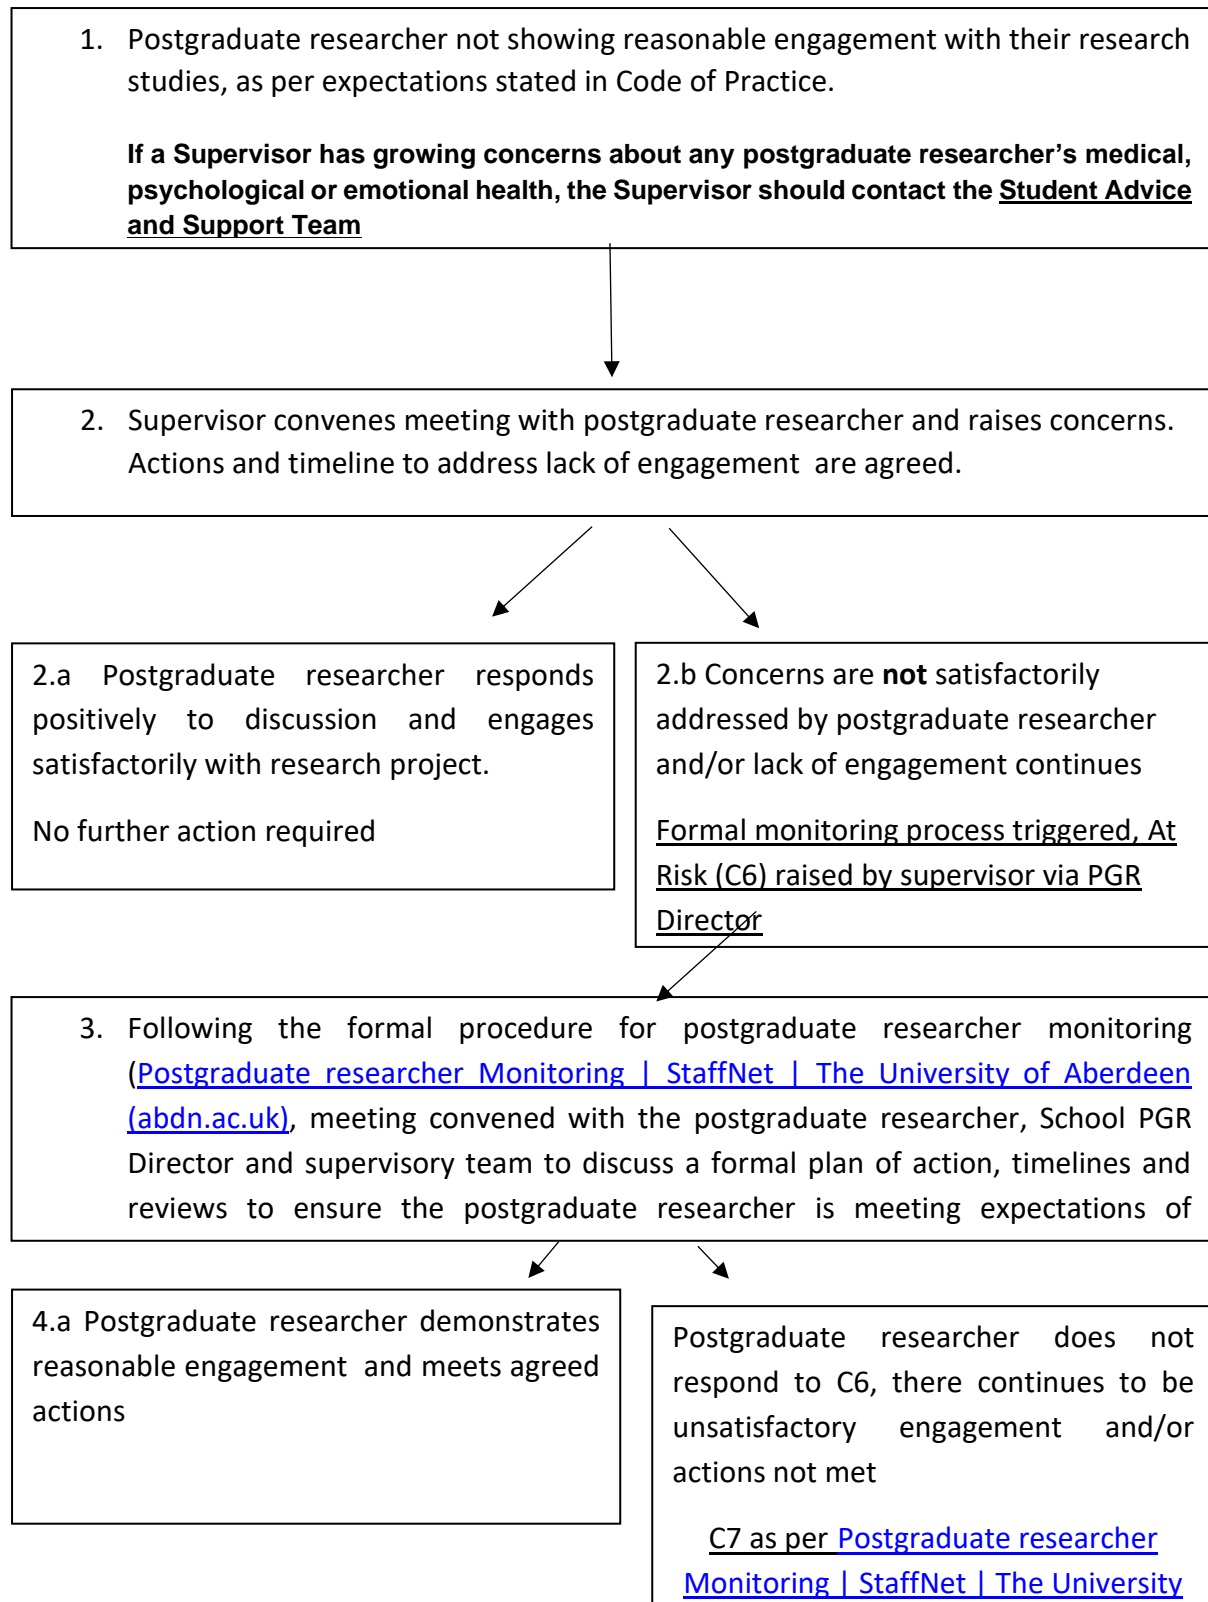 1. Postgraduate researcher not showing reasonable engagement with their research
studies, as per expectations stated in Code of Practice.
If a Supervisor has growing concerns about any postgraduate researcher’s medical,
psychological or emotional health, the Supervisor should contact the Student Advice
and Support Team
2. Supervisor convenes meeting with postgraduate researcher and raises concerns.
Actions and timeline to address lack of engagement are agreed.
2.a Postgraduate researcher responds
positively to discussion and engages
satisfactorily with research project.
No further action required
2.b Concerns are not satisfactorily
addressed by postgraduate researcher
and/or lack of engagement continues
Formal monitoring process triggered, At
Risk (C6) raised by supervisor via PGR
Director
3. Following the formal procedure for postgraduate researcher monitoring
(Postgraduate researcher Monitoring | StaffNet | The University of Aberdeen
(abdn.ac.uk), meeting convened with the postgraduate researcher, School PGR
Director and supervisory team to discuss a formal plan of action, timelines and
reviews to ensure the postgraduate researcher is meeting expectations of
4.a Postgraduate researcher demonstrates
reasonable engagement and meets agreed
actions
Postgraduate researcher does not
respond to C6, there continues to be
unsatisfactory engagement and/or
actions not met
C7 as per Postgraduate researcher
Monitoring | StaffNet | The University